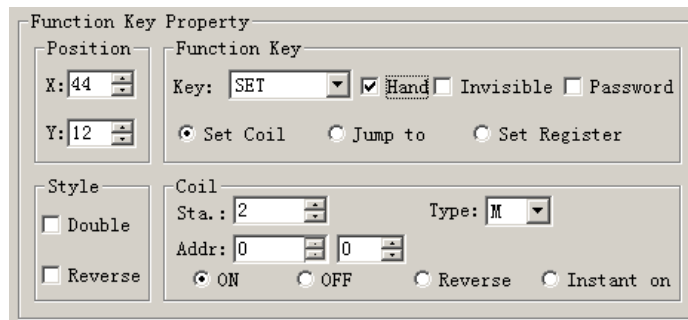 Function Key Property
Position
X: 44
Y: 12
Function Key
Key: SET Hand Invisible Password
Set Coil Jump to Set Register
Style
Double
Reverse
Coil
Sta.: 2 Type: M
Addr: 0 0
ON OFF Reverse Instant on